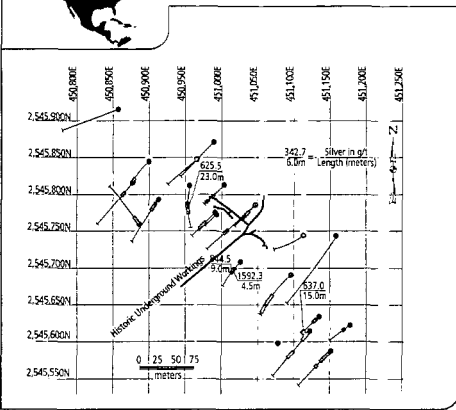 450,800E
450,850E
450,900E
450,950E
451,000E
451,050E
451,100E
451,150E
451,200E
451,250E
2,545,900N
2,545,850N
2,545,800N
2,545,750N
2,545,700N
2,545,650N
2,545,600N
2,545,550N
N
342.7 = Silver in g/t
6.0m Length (meters)
625.5
23.0m
844.5
9.0m
1592.3
4.5m
537.0
15.0m
Historic Underground Workings
0 25 50 75
meters